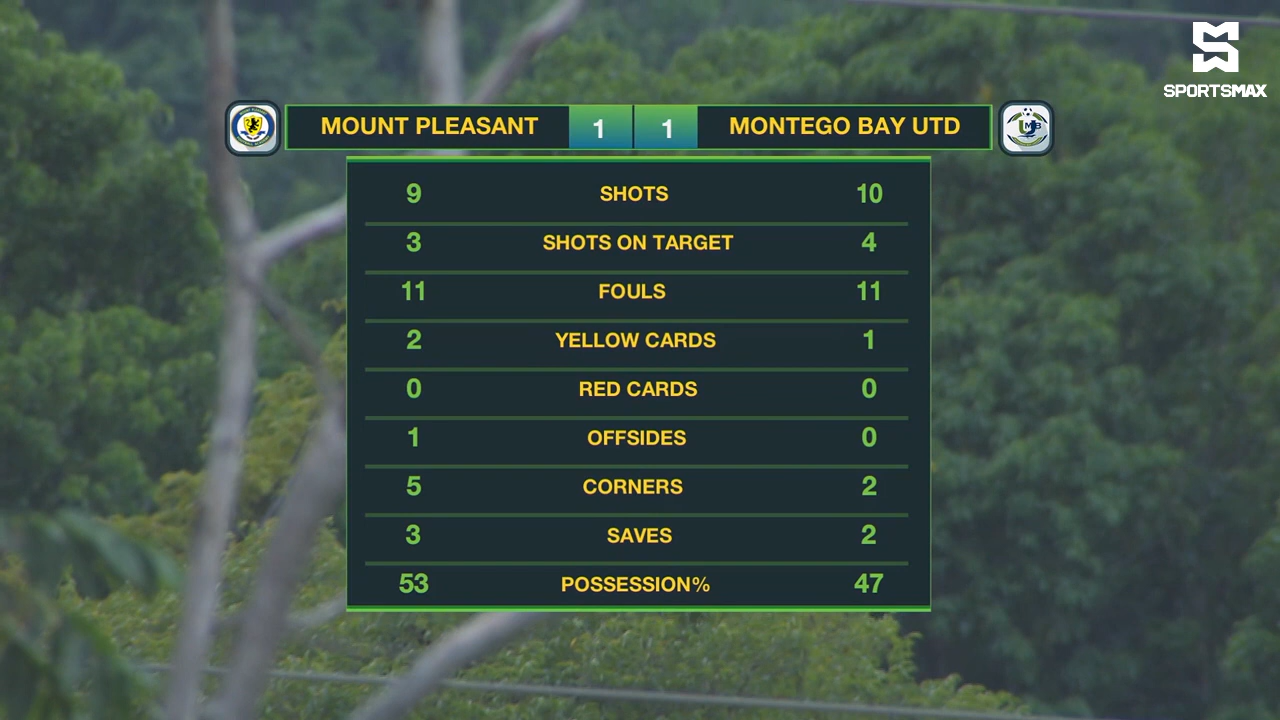 SPORTSMAX
MOUNT PLEASANT 1 1 MONTEGO BAY UTD
9 SHOTS 10
3 SHOTS ON TARGET 4
11 FOULS 11
2 YELLOW CARDS 1
0 RED CARDS 0
1 OFFSIDES 0
5 CORNERS 2
3 SAVES 2
53 POSSESSION% 47